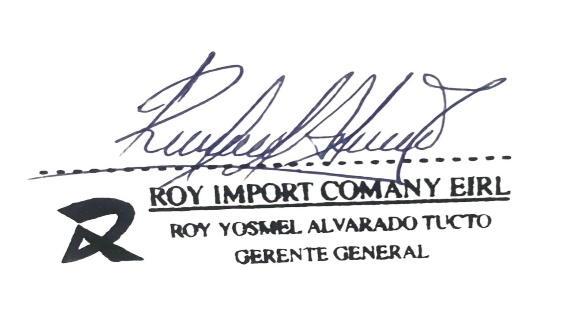 ROY IMPORT COMANY EIRL
ROY YOSMEL ALVARADO TUCTO
GERENTE GENERAL